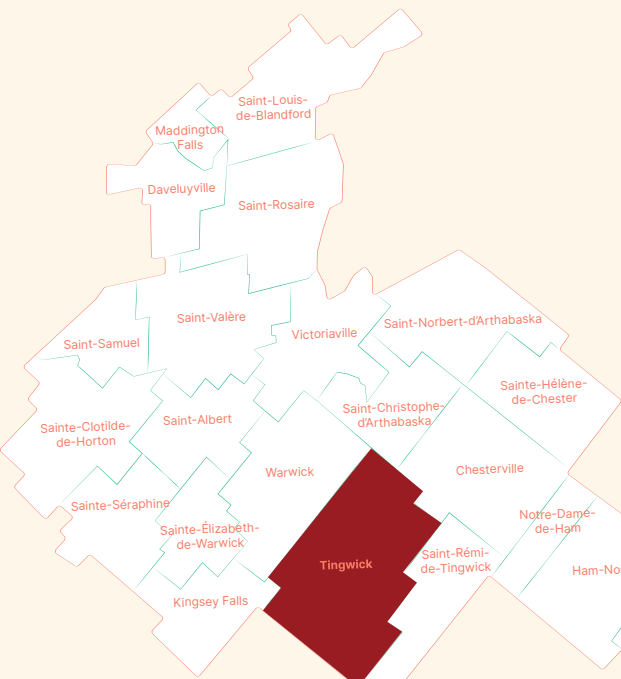 Saint-Louis-
de-Blandford
Maddington
Falls
Daveluyville
Saint-Rosaire
Saint-Valère
Saint-Norbert-d'Arthabaska
Victoriaville
Saint-Samuel
Sainte-Hélène-
de-Chester
Saint-Christophe-
d'Arthabaska
Saint-Albert
Sainte-Clotilde-
de-Horton
Warwick
Chesterville
Sainte-Séraphine
Notre-Dame-
de-Ham
Sainte-Élizabeth-
de-Warwick
Saint-Rémi-
de-Tingwick
Tingwick
Ham-No
Kingsey Falls